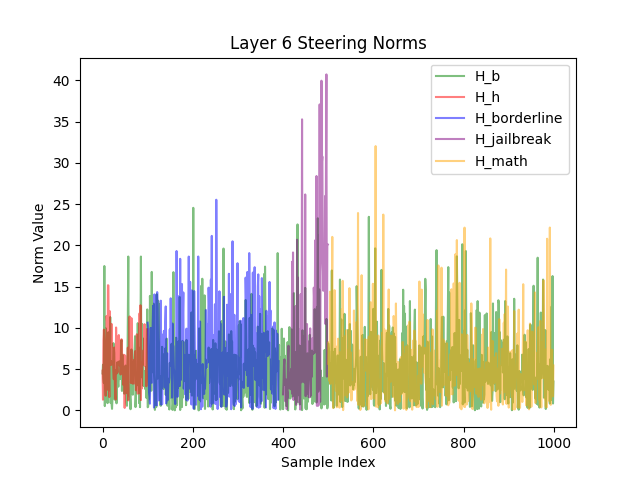 Layer 6 Steering Norms
H_b
H_h
H_borderline
H_jailbreak
H_math
Norm Value
40
35
30
25
20
15
10
5
0
0 200 400 600 800 1000
Sample Index